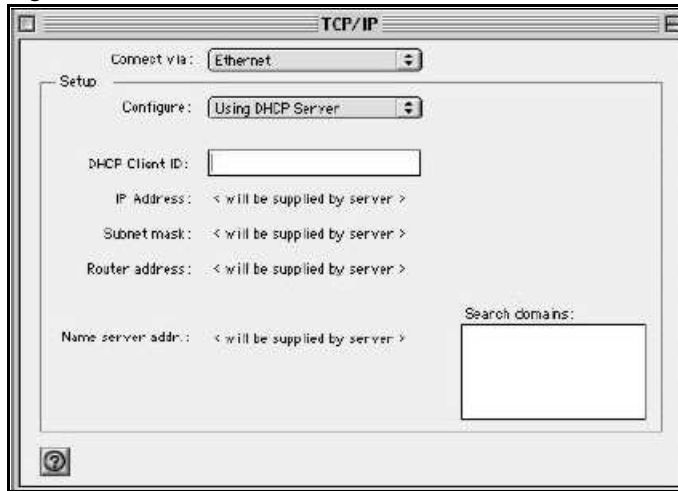 TCP/IP
Connect via: Ethernet
Setup
Configure: Using DHCP Server
DHCP Client ID:
IP Address: < will be supplied by server >
Subnet mask: < will be supplied by server >
Router address: < will be supplied by server >
Search domains:
Name server addr.: < will be supplied by server >
?